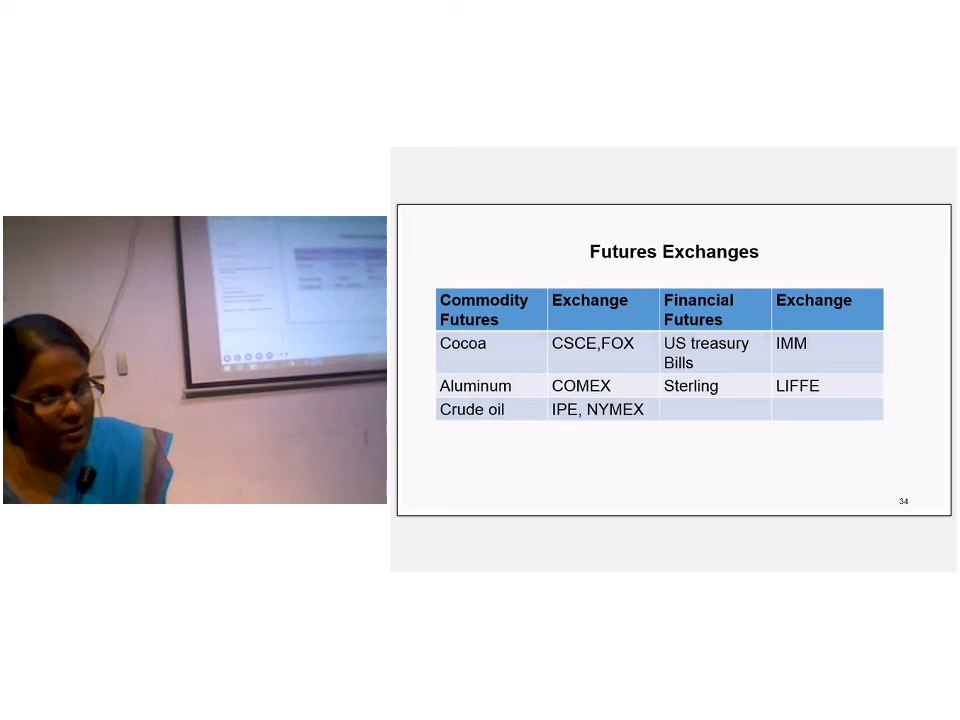 Futures Exchanges
Commodity Futures Exchange Financial Futures Exchange
Cocoa CSCE,FOX US treasury Bills IMM
Aluminum COMEX Sterling LIFFE
Crude oil IPE, NYMEX
34